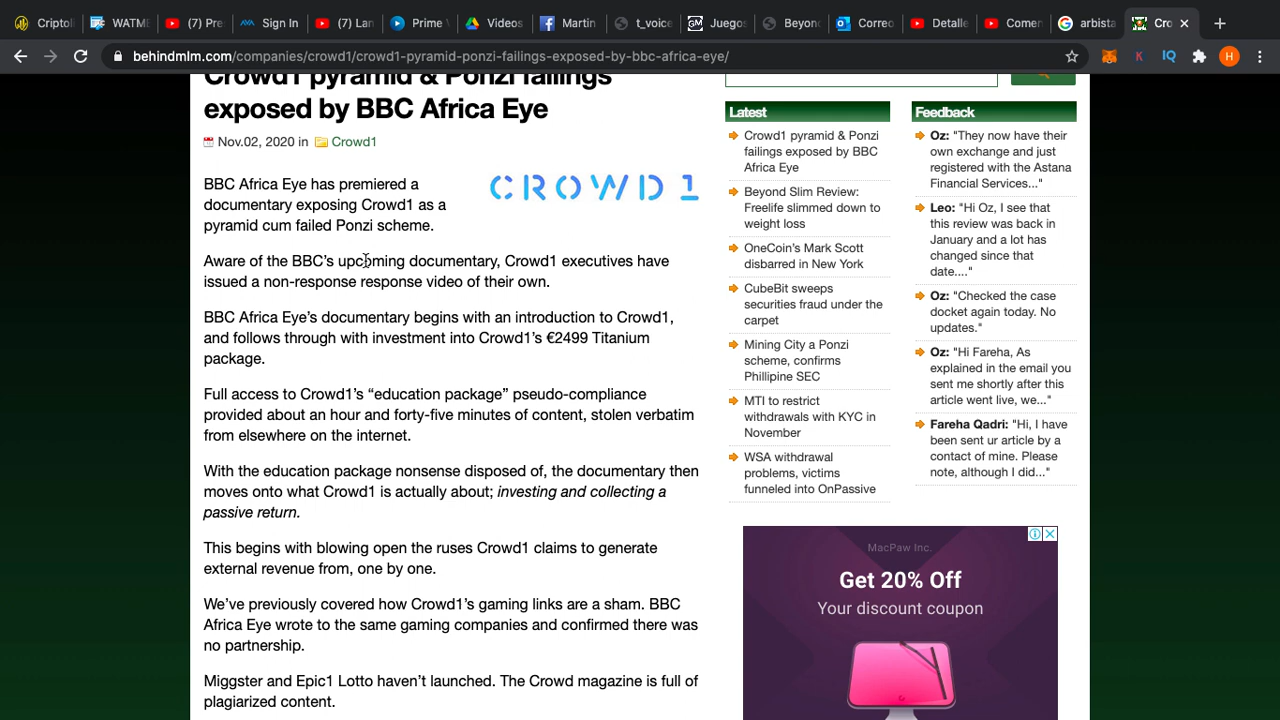 Criptol
WATME
(7) Pre
Sign In
(7) Lan
Prime V
Videos
Martin
t_voice
Juegos
Beyond
Correo
Detalle
Comen
arbista
Cro
behindmlm.com/companies/crowd1/crowd1-pyramid-ponzi-failings-exposed-by-bbc-africa-eye/
K
IQ
H
Crowd1 pyramid & Ponzi failings
exposed by BBC Africa Eye
Nov.02, 2020 in Crowd1
CROWD1
BBC Africa Eye has premiered a
documentary exposing Crowd1 as a
pyramid cum failed Ponzi scheme.
Aware of the BBC's upcoming documentary, Crowd1 executives have
issued a non-response response video of their own.
BBC Africa Eye's documentary begins with an introduction to Crowd1,
and follows through with investment into Crowd1's €2499 Titanium
package.
Full access to Crowd1's “education package” pseudo-compliance
provided about an hour and forty-five minutes of content, stolen verbatim
from elsewhere on the internet.
With the education package nonsense disposed of, the documentary then
moves onto what Crowd1 is actually about; investing and collecting a
passive return.
This begins with blowing open the ruses Crowd1 claims to generate
external revenue from, one by one.
We've previously covered how Crowd1's gaming links are a sham. BBC
Africa Eye wrote to the same gaming companies and confirmed there was
no partnership.
Miggster and Epic1 Lotto haven't launched. The Crowd magazine is full of
plagiarized content.
Latest
Crowd1 pyramid & Ponzi
failings exposed by BBC
Africa Eye
Beyond Slim Review:
Freelife slimmed down to
weight loss
OneCoin's Mark Scott
disbarred in New York
CubeBit sweeps
securities fraud under the
carpet
Mining City a Ponzi
scheme, confirms
Phillipine SEC
MTI to restrict
withdrawals with KYC in
November
WSA withdrawal
problems, victims
funneled into OnPassive
Feedback
Oz: "They now have their
own exchange and just
registered with the Astana
Financial Services..."
Leo: "Hi Oz, I see that
this review was back in
January and a lot has
changed since that
date...."
Oz: "Checked the case
docket again today. No
updates."
Oz: "Hi Fareha, As
explained in the email you
sent me shortly after this
article went live, we..."
Fareha Qadri: "Hi, I have
been sent ur article by a
contact of mine. Please
note, although I did..."
MacPaw Inc.
Get 20% Off
Your discount coupon